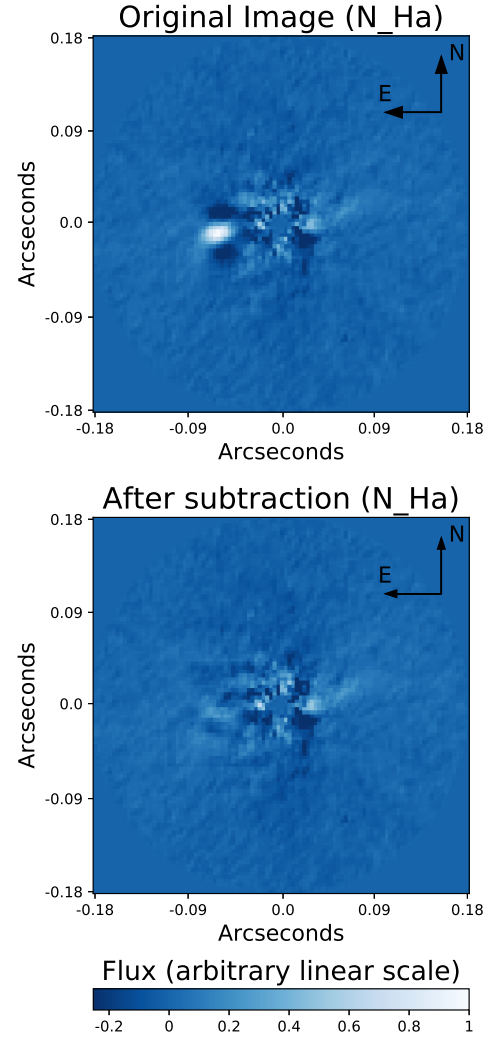 Original Image (N_Ha)
0.18
N
E
0.09
0.0
-0.09
-0.18
Arcseconds
-0.18 -0.09 0.0 0.09 0.18
Arcseconds
After subtraction (N_Ha)
0.18
N
E
0.09
0.0
-0.09
-0.18
Arcseconds
-0.18 -0.09 0.0 0.09 0.18
Arcseconds
Flux (arbitrary linear scale)
-0.2 0 0.2 0.4 0.6 0.8 1